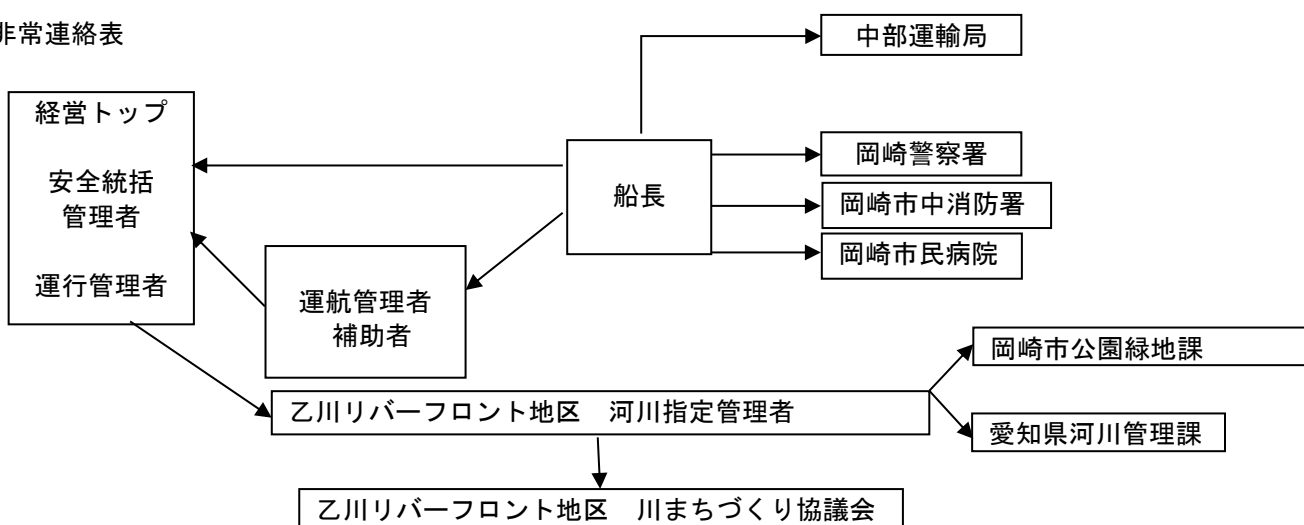 非常連絡表
中部運輸局
経営トップ
安全統括
管理者
運行管理者
船長
岡崎警察署
岡崎市中消防署
岡崎市民病院
運航管理者
補助者
岡崎市公園緑地課
乙川リバーフロント地区　河川指定管理者
愛知県河川管理課
乙川リバーフロント地区　川まちづくり協議会